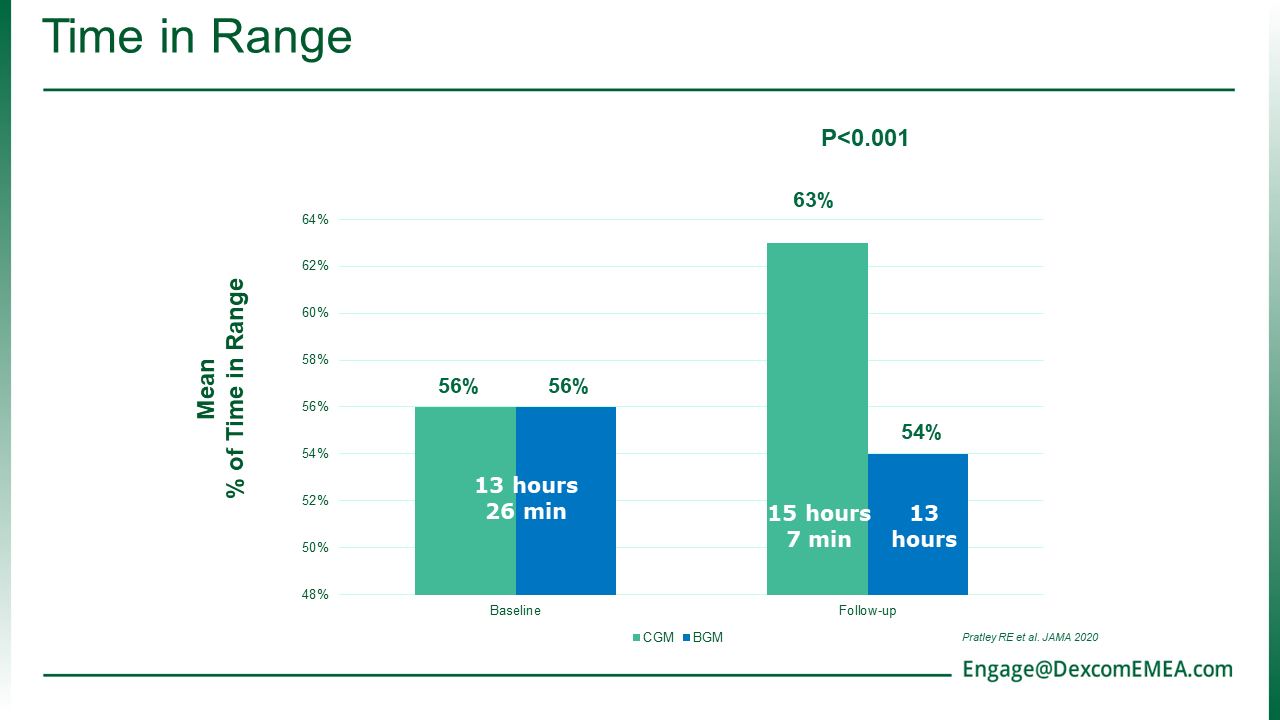 Time in Range
P<0.001
63%
64%
62%
60%
58%
56%
54%
52%
50%
48%
Mean
% of Time in Range
56%
56%
54%
13 hours
26 min
15 hours
7 min
13
hours
Baseline
Follow-up
CGM
BGM
Pratley RE et al. JAMA 2020
Engage@DexcomEMEA.com